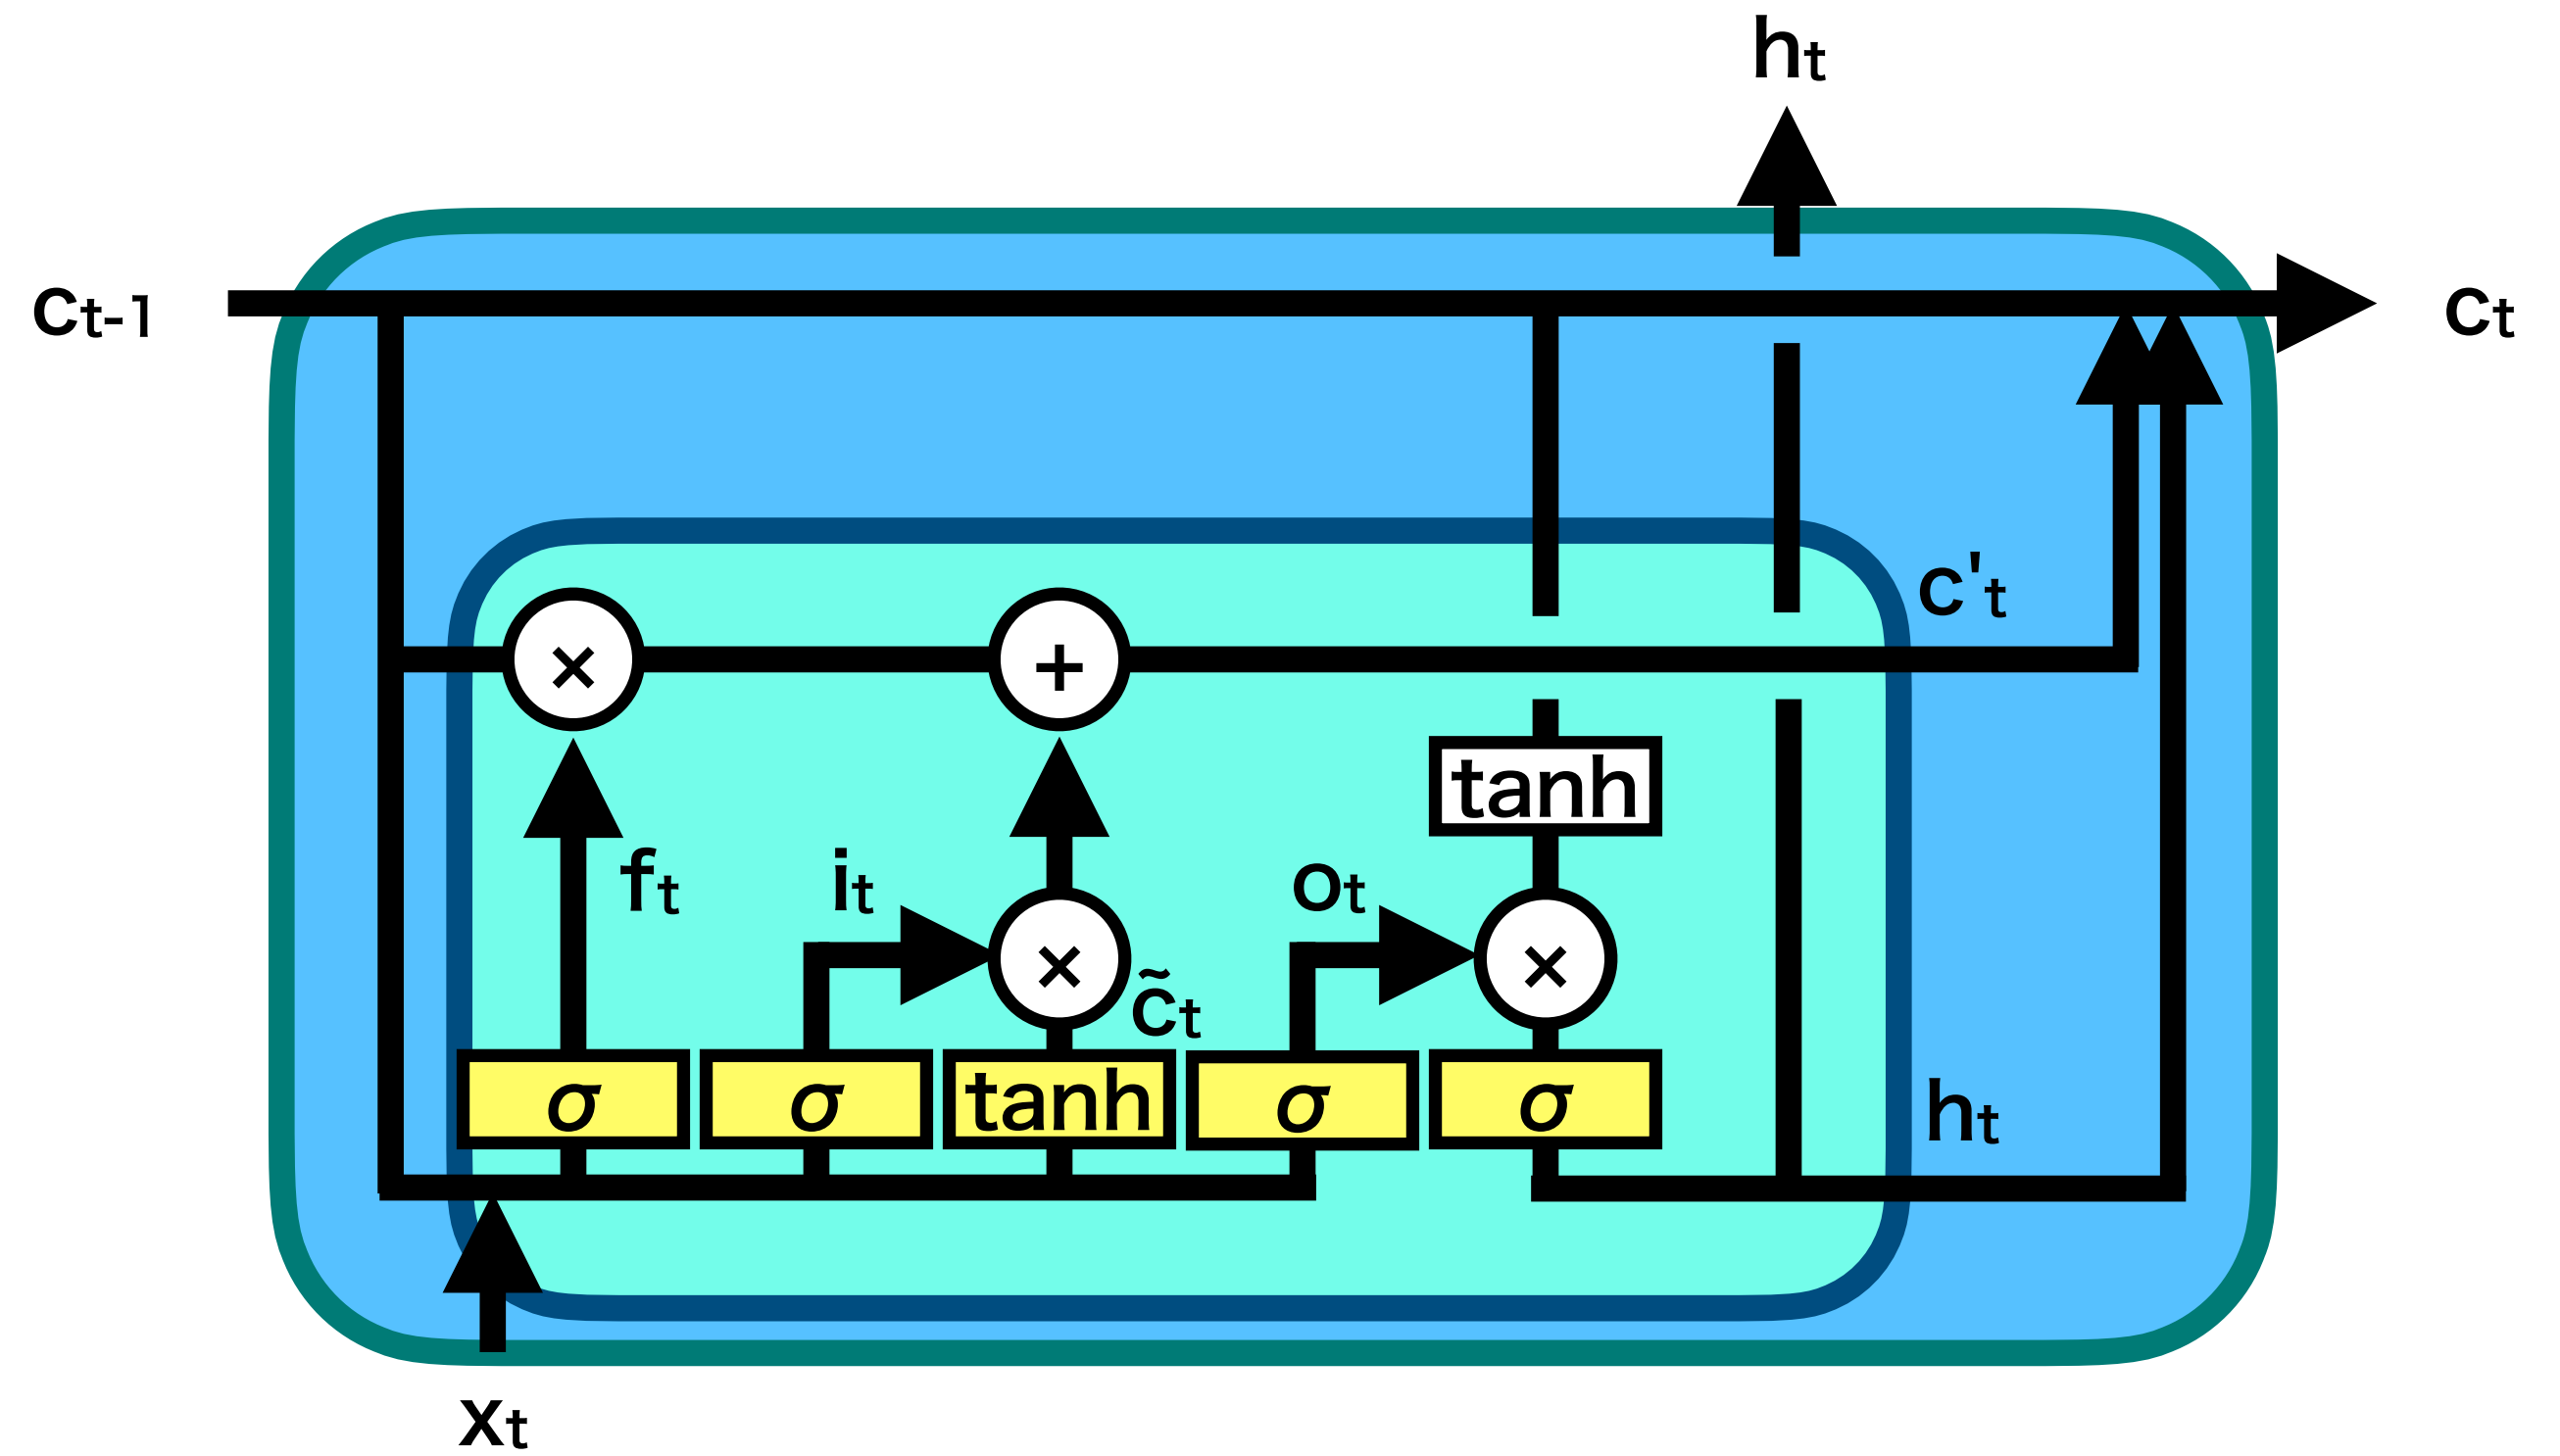 ht
ct-1
ct
c't
×
+
tanh
ft
it
ot
×
×
c̃t
σ
σ
tanh
σ
σ
ht
xt